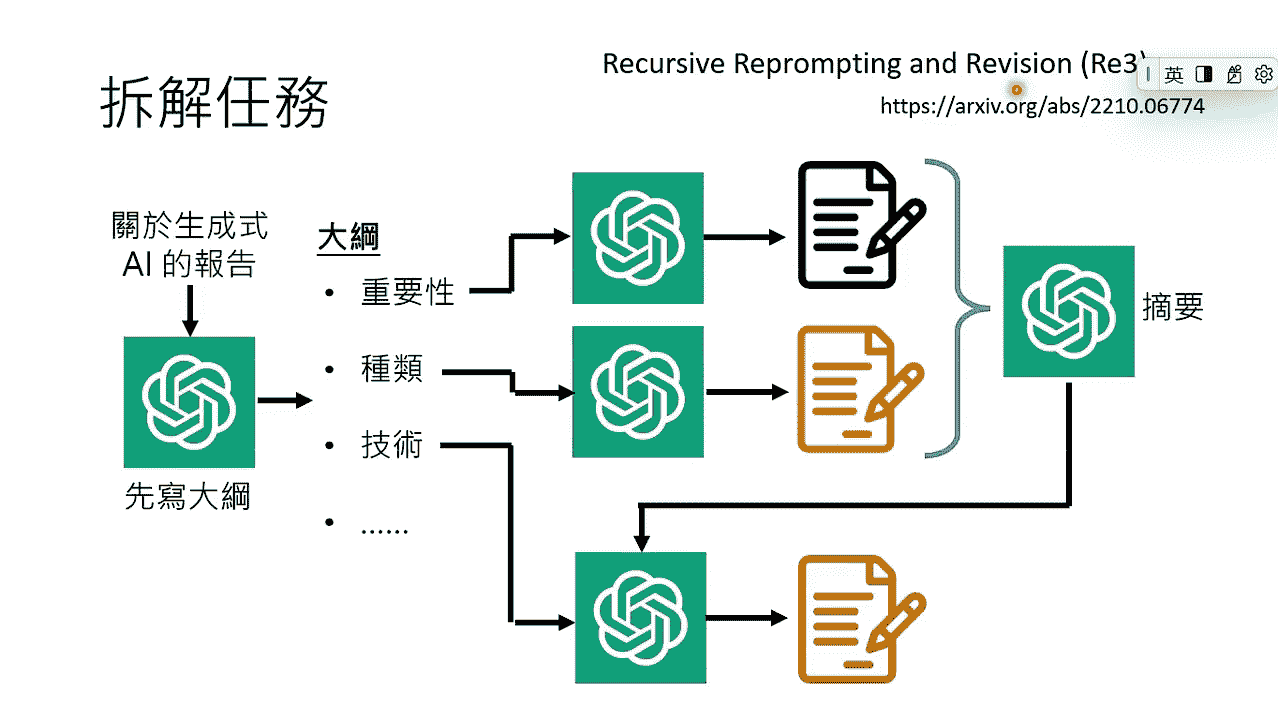 Recursive Reprompting and Revision (Re3)
英
拆解任務
https://arxiv.org/abs/2210.06774
關於生成式
AI 的報告
大綱
• 重要性
• 種類
• 技術
• ......
先寫大綱
摘要